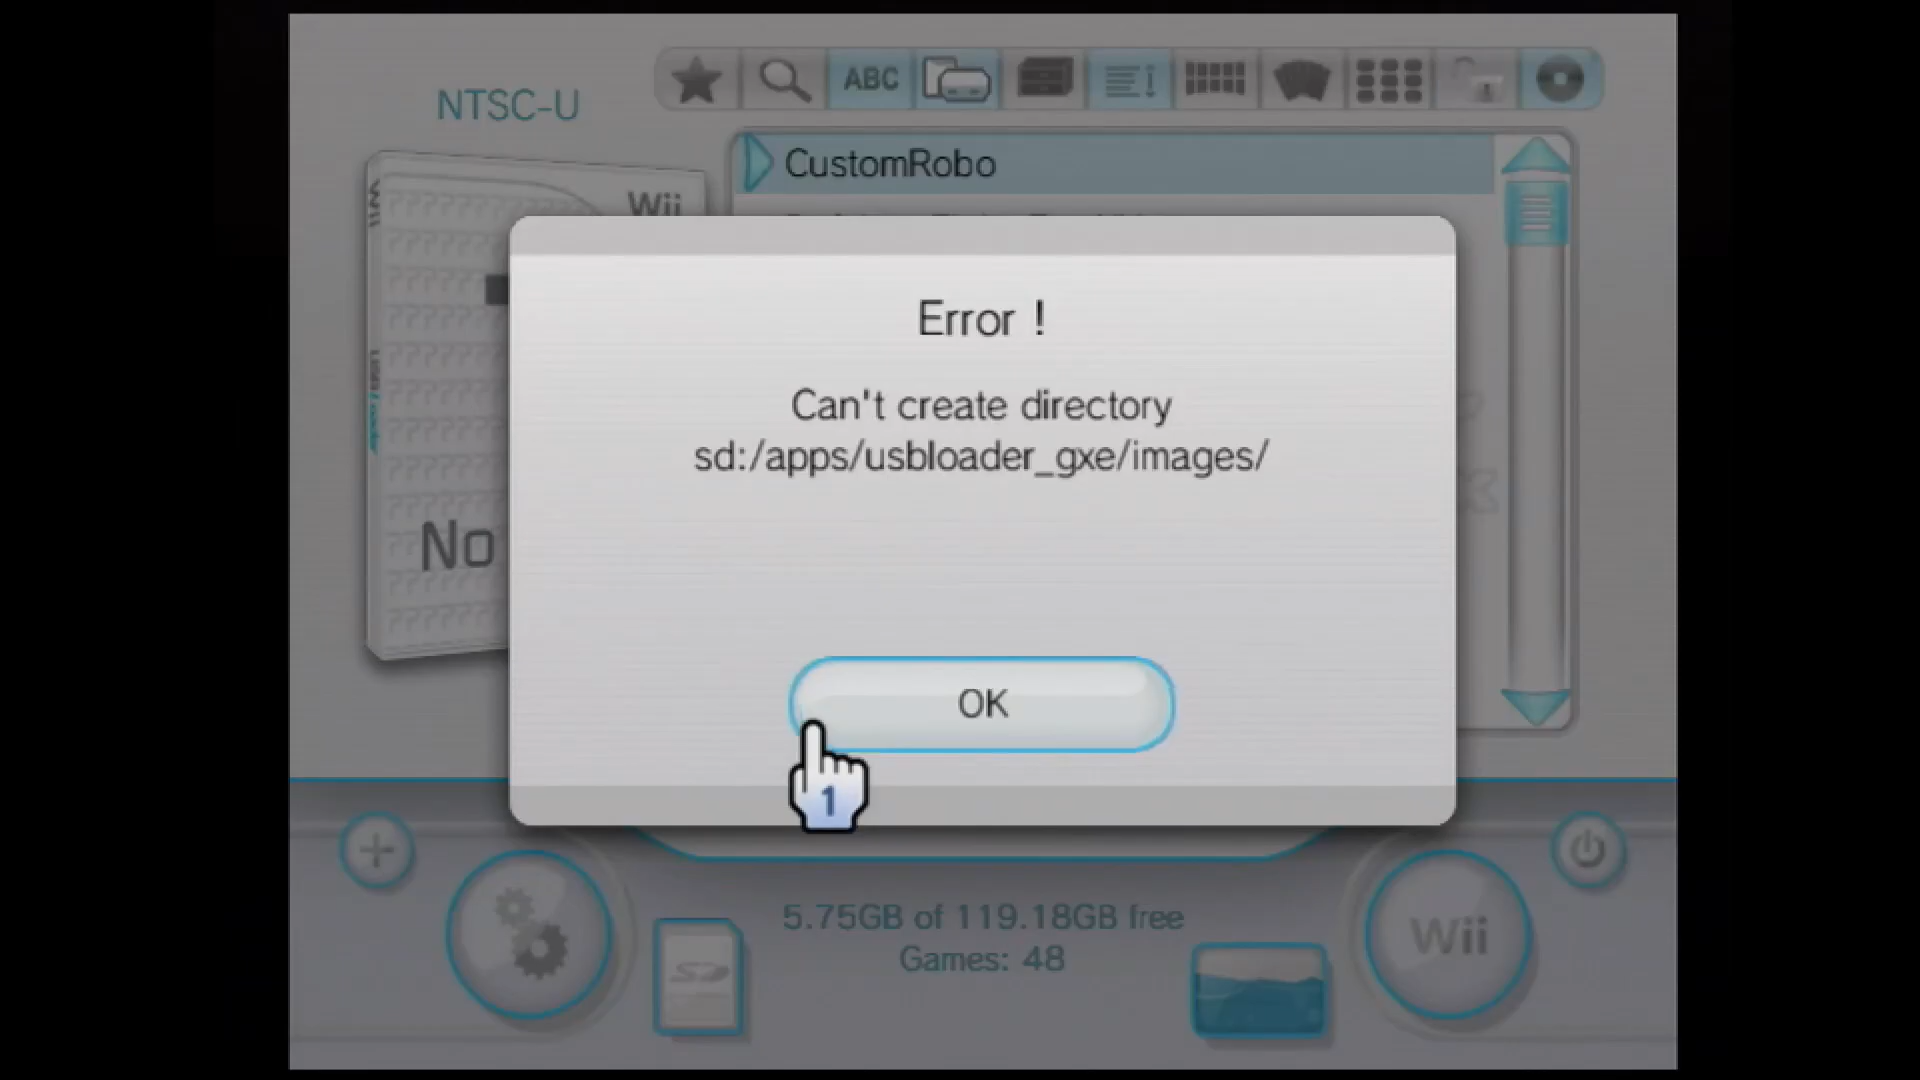 NTSC-U
ABC
CustomRobo
Wii
Error !
Can't create directory
sd:/apps/usbloader_gxe/images/
No
OK
1
5.75GB of 119.18GB free
Games: 48
SD
Wii